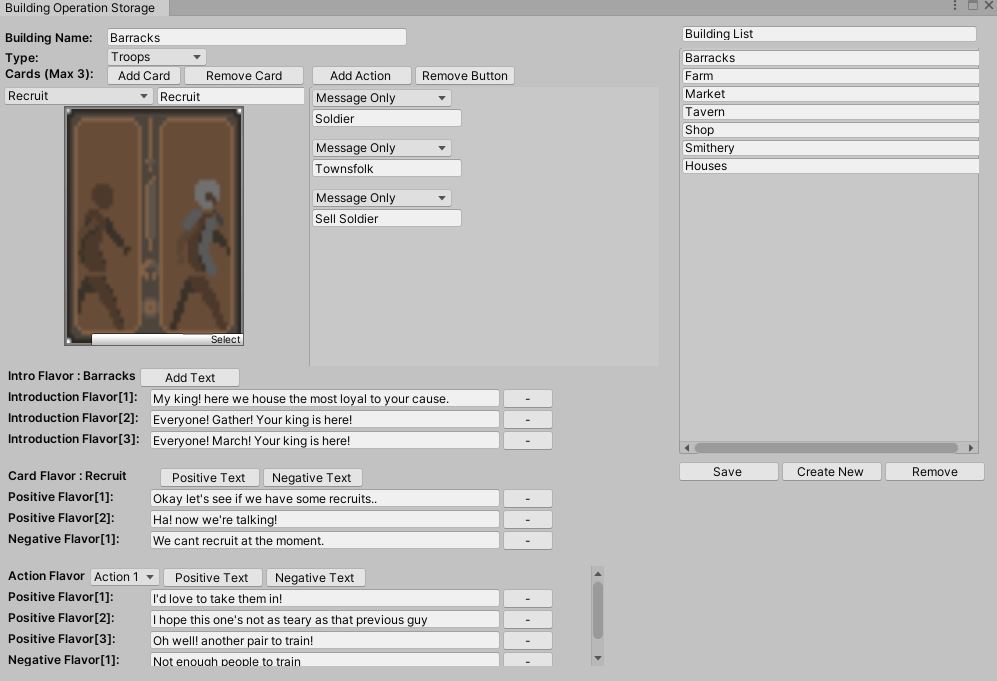 Building Operation Storage
Building Name: Barracks
Type: Troops
Cards (Max 3): Add Card Remove Card Add Action Remove Button
Recruit Recruit
Message Only
Soldier
Message Only
Townsfolk
Message Only
Sell Soldier
Select
Intro Flavor : Barracks Add Text
Introduction Flavor[1]: My king! here we house the most loyal to your cause. -
Introduction Flavor[2]: Everyone! Gather! Your king is here! -
Introduction Flavor[3]: Everyone! March! Your king is here! -
Card Flavor : Recruit Positive Text Negative Text
Positive Flavor[1]: Okay let's see if we have some recruits.. -
Positive Flavor[2]: Ha! now we're talking! -
Negative Flavor[1]: We cant recruit at the moment. -
Action Flavor Action 1 Positive Text Negative Text
Positive Flavor[1]: I'd love to take them in! -
Positive Flavor[2]: I hope this one's not as teary as that previous guy -
Positive Flavor[3]: Oh well! another pair to train! -
Negative Flavor[1]: Not enough people to train -
Building List
Barracks
Farm
Market
Tavern
Shop
Smithery
Houses
Save Create New Remove